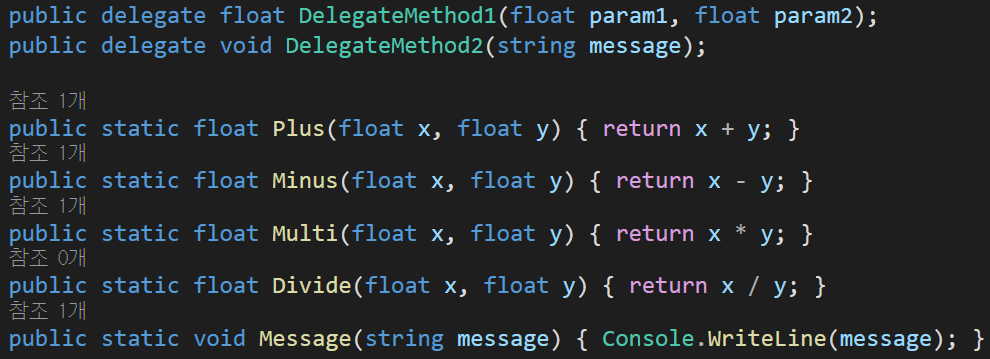 public delegate float DelegateMethod1(float param1, float param2);
public delegate void DelegateMethod2(string message);
참조 1개
public static float Plus(float x, float y) { return x + y; }
참조 1개
public static float Minus(float x, float y) { return x - y; }
참조 1개
public static float Multi(float x, float y) { return x * y; }
참조 0개
public static float Divide(float x, float y) { return x / y; }
참조 1개
public static void Message(string message) { Console.WriteLine(message); }